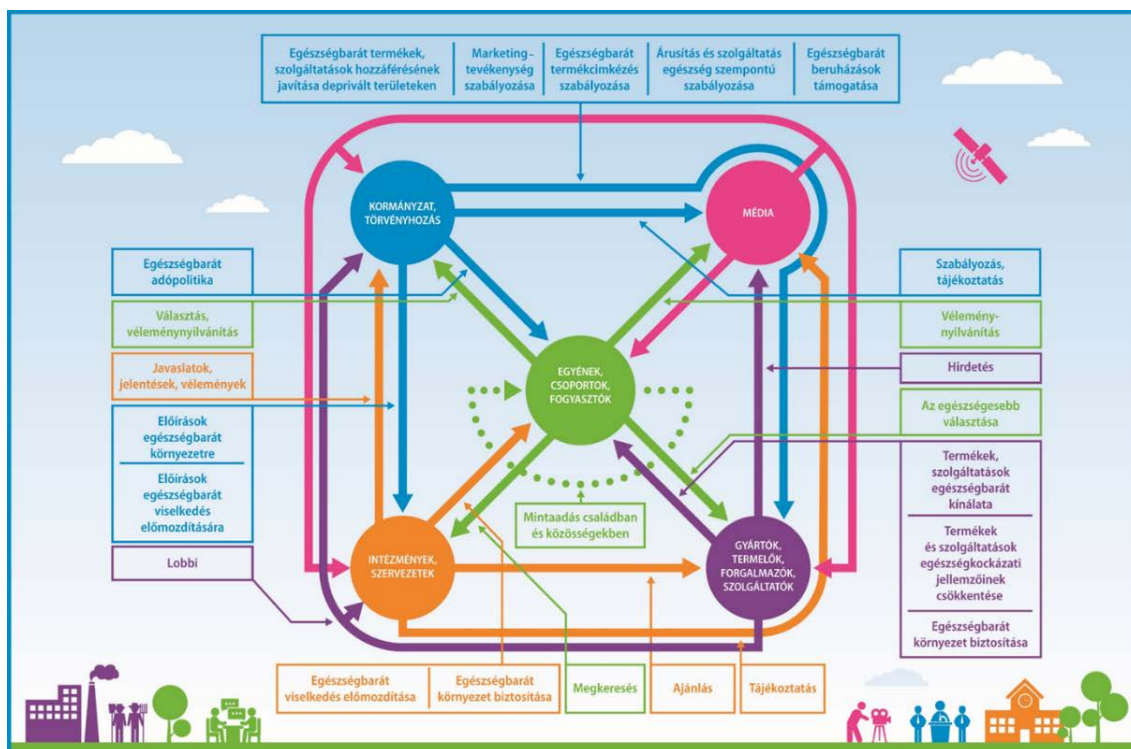 Egészségbarát termékek,
szolgáltatások hozzáférésének
javítása deprivált területeken
Marketing-
tevékenység
szabályozása
Egészségbarát
termékcimkézés
szabályozása
Árusítás és szolgáltatás
egészség szempontú
szabályozása
Egészségbarát
beruházások
támogatása
KORMÁNYZAT,
TÖRVÉNYHOZÁS
MÉDIA
Egészségbarát
adópolitika
Választás,
véleménynyilvánítás
Javaslatok,
jelentések, vélemények
Előírások
egészségbarát
környezetre
Előírások
egészségbarát
viselkedés
előmozdítására
Lobbi
EGYÉNEK,
CSOPORTOK,
FOGYASZTÓK
Mintaadás családban
és közösségekben
Szabályozás,
tájékoztatás
Vélemény-
nyilvánítás
Hirdetés
Az egészségesebb
választása
Termékek,
szolgáltatások
egészségbarát
kínálata
Termékek
és szolgáltatások
egészségkockázati
jellemzőinek
csökkentése
Egészségbarát
környezet biztosítása
INTÉZMÉNYEK,
SZERVEZETEK
GYÁRTÓK,
TERMELŐK,
FORGALMAZÓK,
SZOLGÁLTATÓK
Egészségbarát
viselkedés előmozdítása
Egészségbarát
környezet biztosítása
Megkeresés
Ajánlás
Tájékoztatás